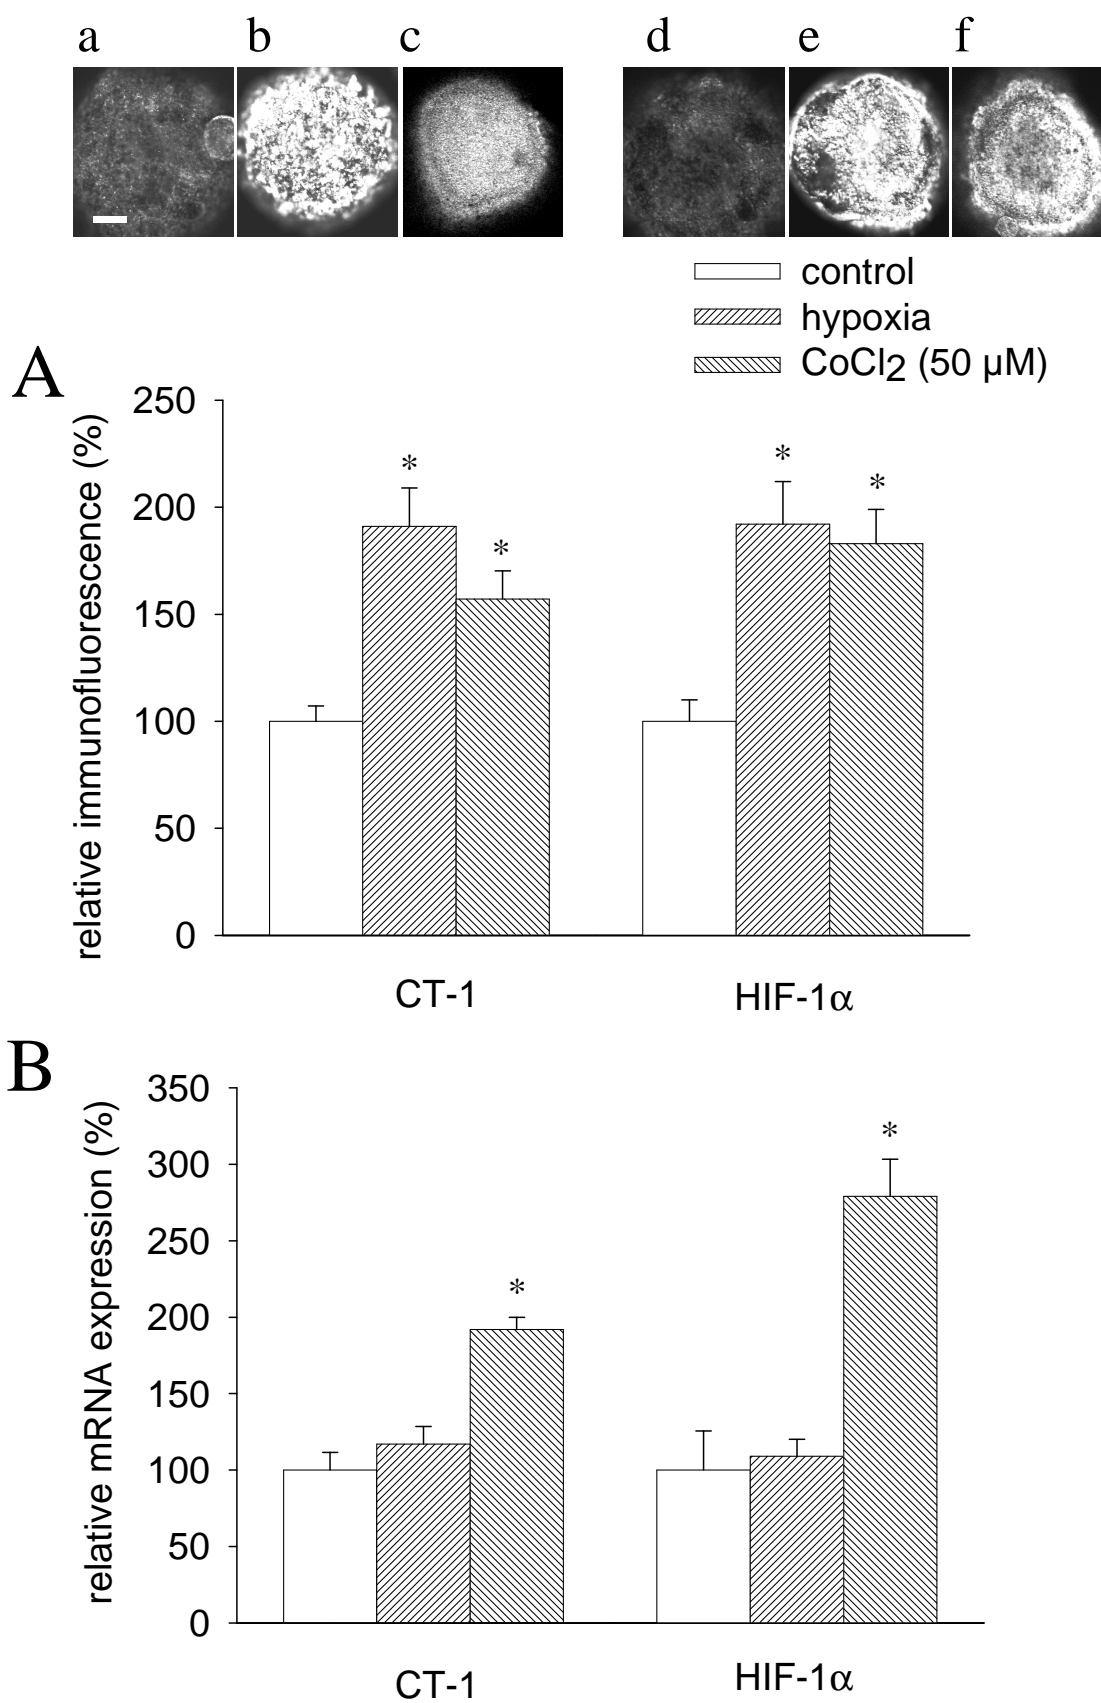 a b c d e f
control
hypoxia
CoCl2 (50 µM)
A
relative immunofluorescence (%)
250
*
*
200
*
*
150
100
50
0
CT-1 HIF-1α
B
relative mRNA expression (%)
350
*
300
250
*
200
150
100
50
0
CT-1 HIF-1α